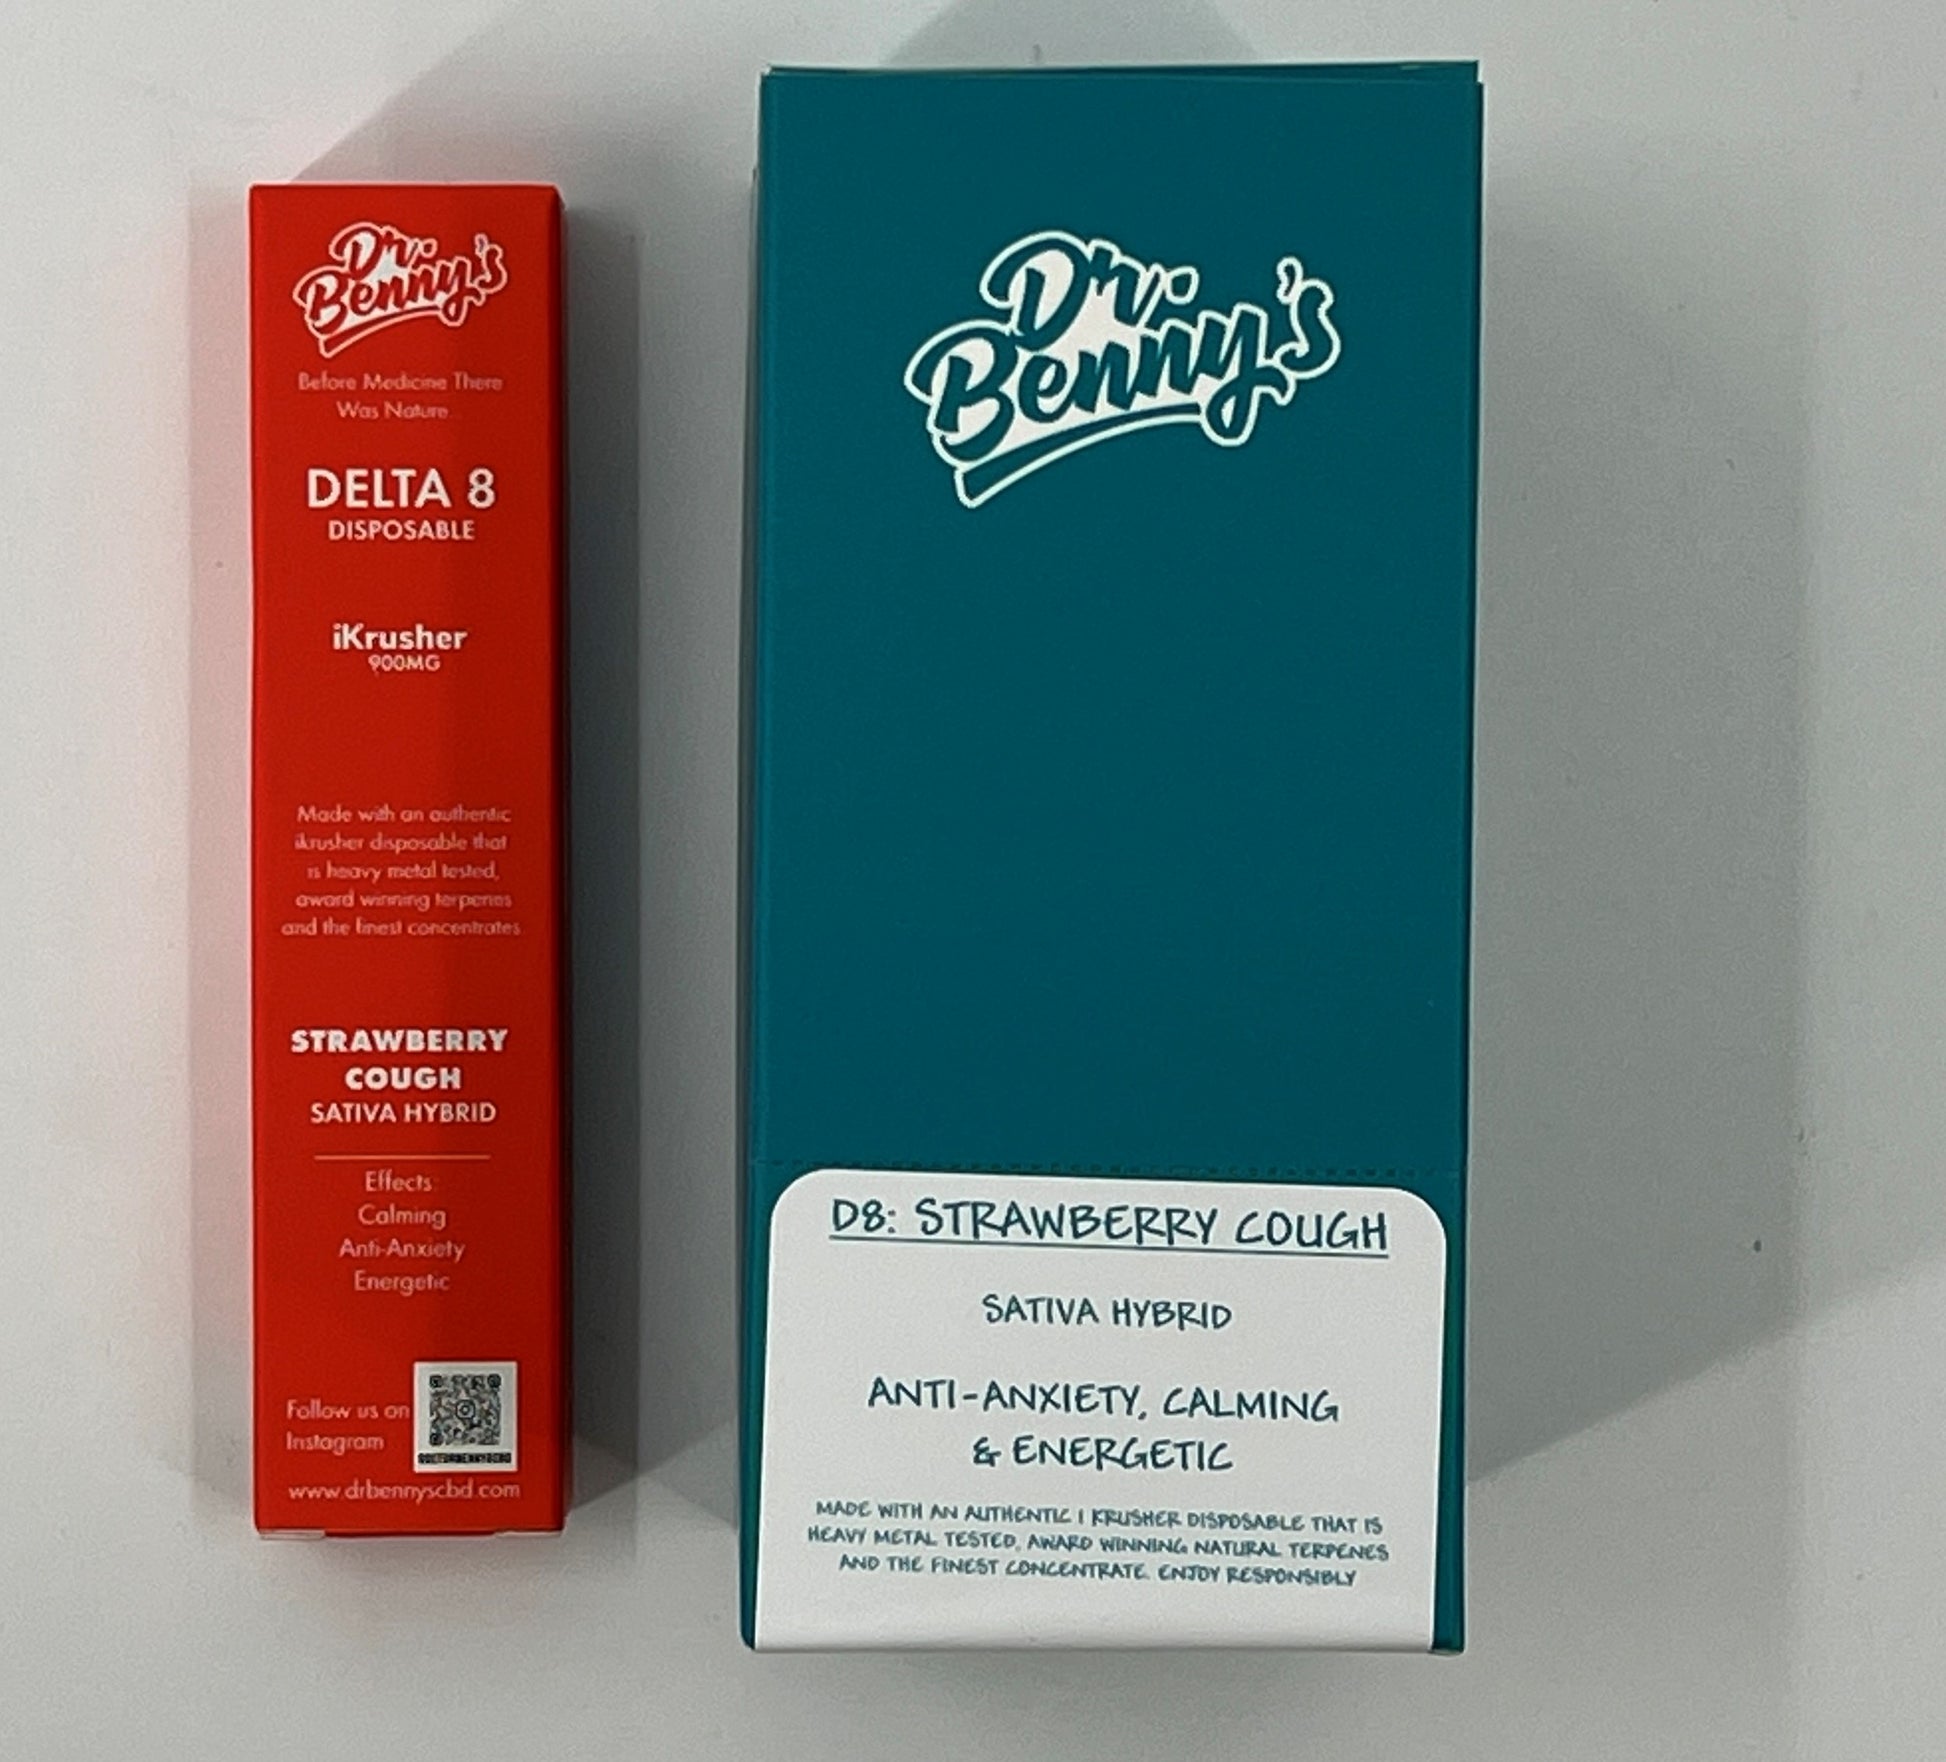 Dr.
Benny's
Before Medicine There
Was Nature
DELTA 8
DISPOSABLE
iKrusher
900MG
Made with an authentic
ikrusher disposable that
is heavy metal tested,
award winning terpenes
and the finest concentrates
STRAWBERRY
COUGH
SATIVA HYBRID
Effects:
Calming
Anti-Anxiety
Energetic
Follow us on
Instagram
www.drbennyscbd.com
Dr.
Benny's
D8: STRAWBERRY COUGH
SATIVA HYBRID
ANTI-ANXIETY, CALMING
& ENERGETIC
MADE WITH AN AUTHENTIC I KRUSHER DISPOSABLE THAT IS
HEAVY METAL TESTED, AWARD WINNING NATURAL TERPENES
AND THE FINEST CONCENTRATE. ENJOY RESPONSIBLY